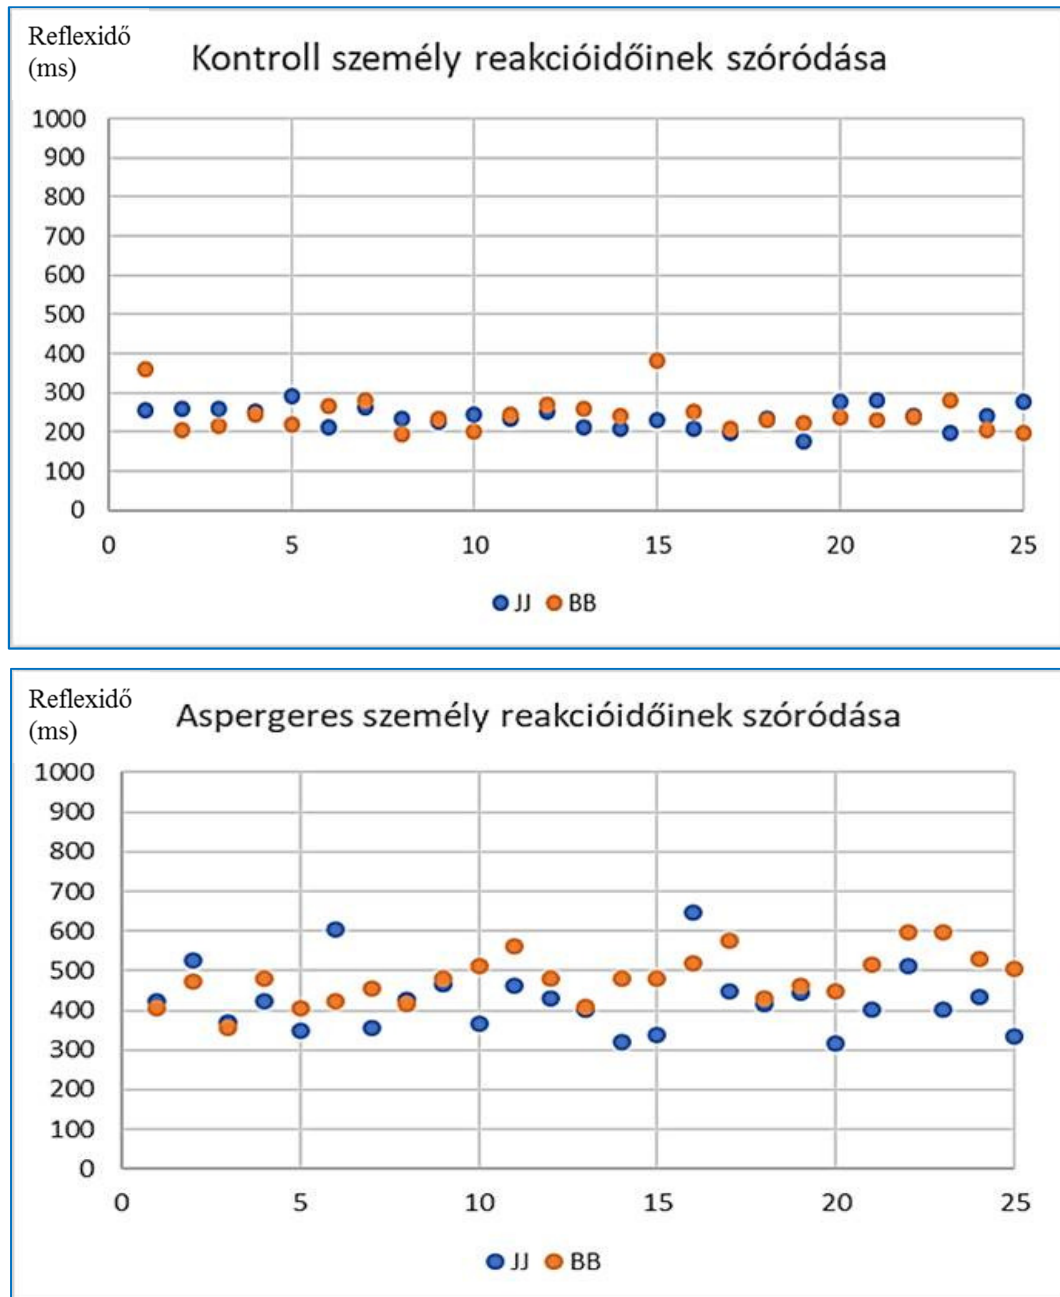 Reflexidő
(ms)
Kontroll személy reakcióidőinek szóródása
1000
900
800
700
600
500
400
300
200
100
0
0 5 10 15 20 25
JJ BB
Reflexidő
(ms)
Aspergeres személy reakcióidőinek szóródása
1000
900
800
700
600
500
400
300
200
100
0
0 5 10 15 20 25
JJ BB